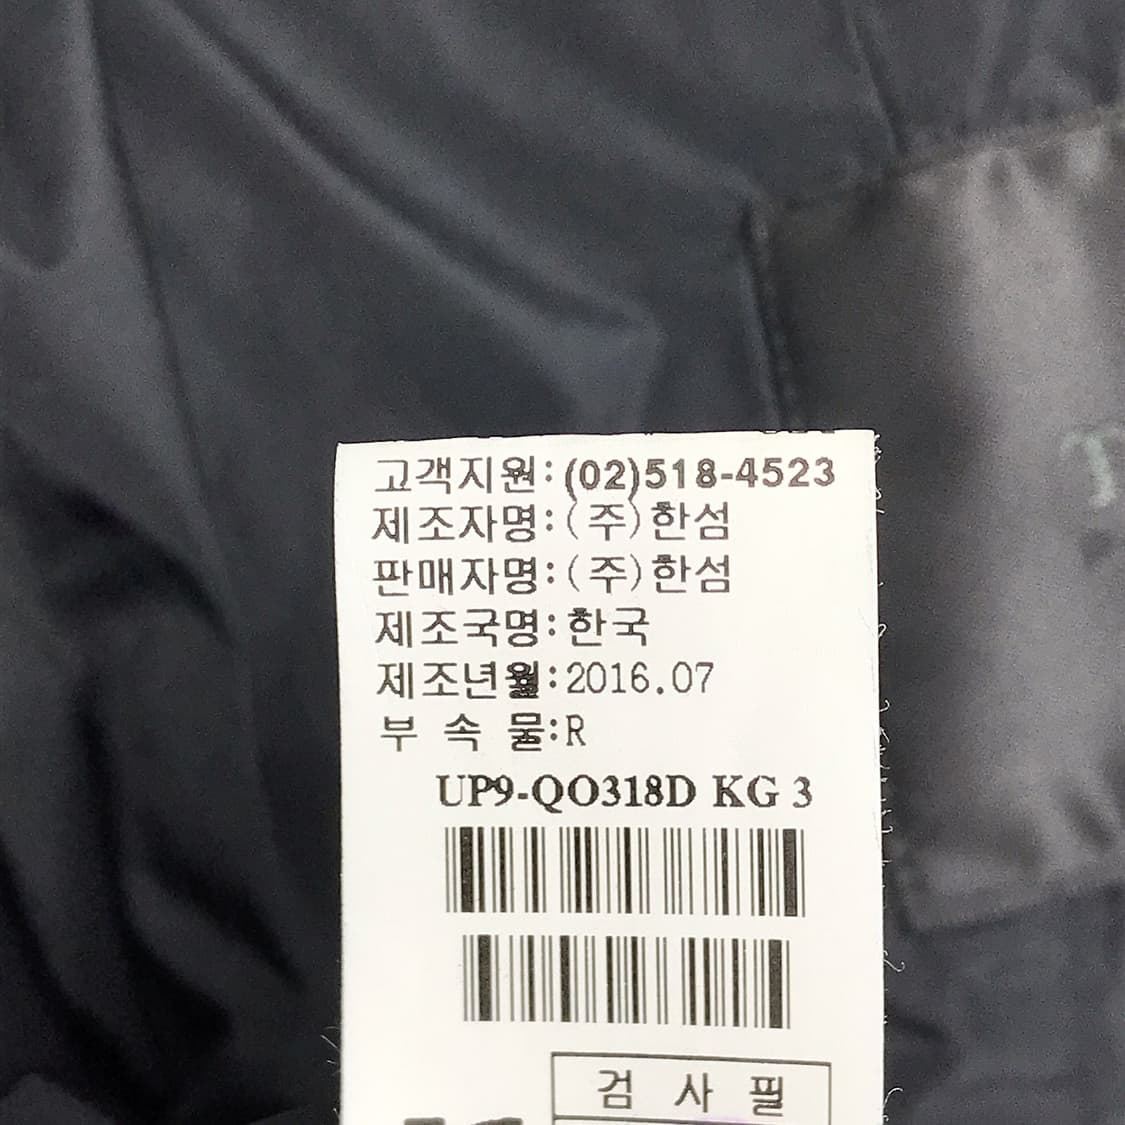 고객지원:(02)518-4523
제조자명:(주)한섬
판매자명:(주)한섬
제조국명:한국
제조년월:2016.07
부 속 물:R
UP9-QO318D KG 3
검 사 필
T